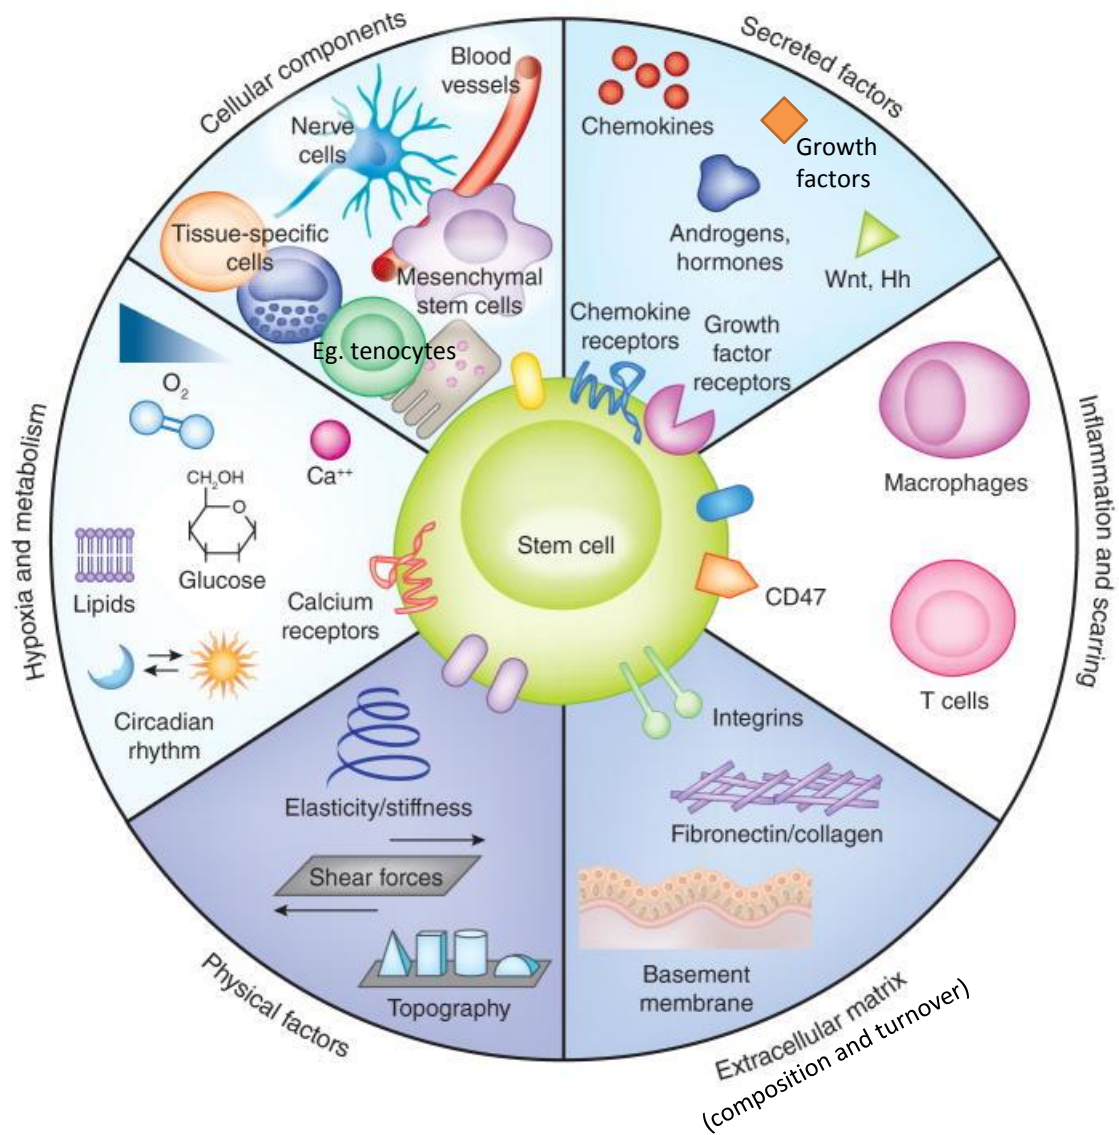 Cellular components
Blood
vessels
Nerve
cells
Tissue-specific
cells
Mesenchymal
stem cells
Eg. tenocytes
Secreted factors
Chemokines
Growth
factors
Androgens,
hormones
Wnt, Hh
Chemokine
receptors
Growth
factor
receptors
Inflammation and scarring
Macrophages
CD47
T cells
Stem cell
Hypoxia and metabolism
O₂
Ca⁺⁺
CH₂OH
O
Glucose
Lipids
Calcium
receptors
Circadian
rhythm
Physical factors
Elasticity/stiffness
Shear forces
Topography
Integrins
Fibronectin/collagen
Basement
membrane
Extracellular matrix
(composition and turnover)